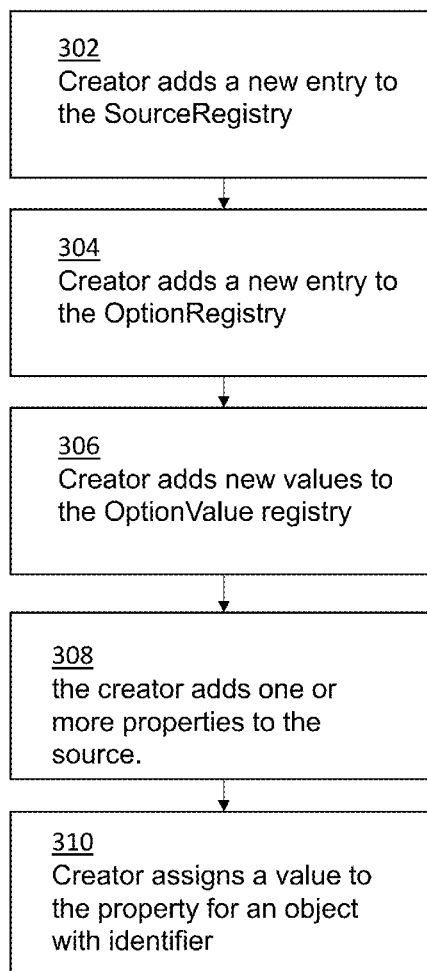 302
Creator adds a new entry to
the SourceRegistry
304
Creator adds a new entry to
the OptionRegistry
306
Creator adds new values to
the OptionValue registry
308
the creator adds one or
more properties to the
source.
310
Creator assigns a value to
the property for an object
with identifier